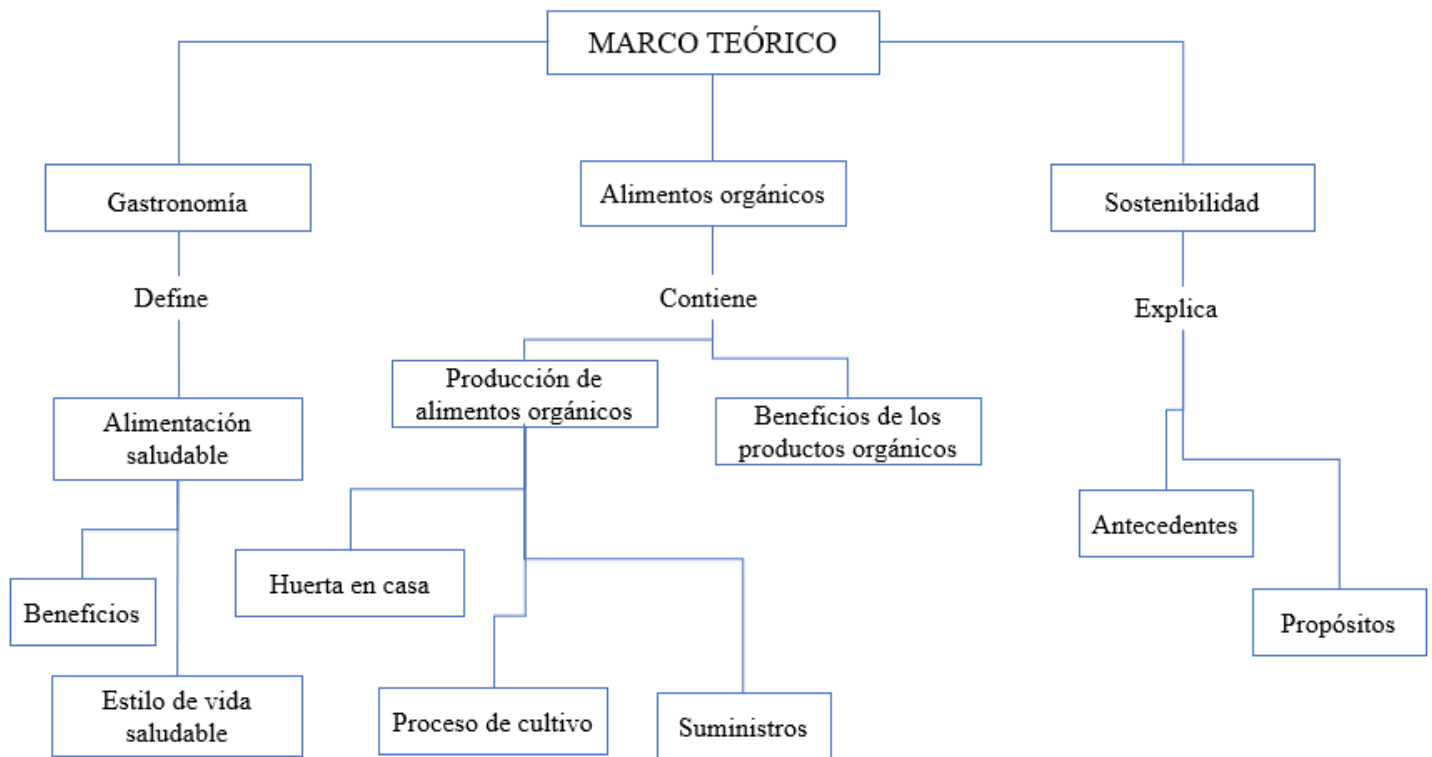 MARCO TEÓRICO
Gastronomía
Alimentos orgánicos
Sostenibilidad
Define
Contiene
Explica
Producción de
alimentos orgánicos
Alimentación
saludable
Beneficios de los
productos orgánicos
Antecedentes
Huerta en casa
Beneficios
Propósitos
Estilo de vida
saludable
Proceso de cultivo
Suministros